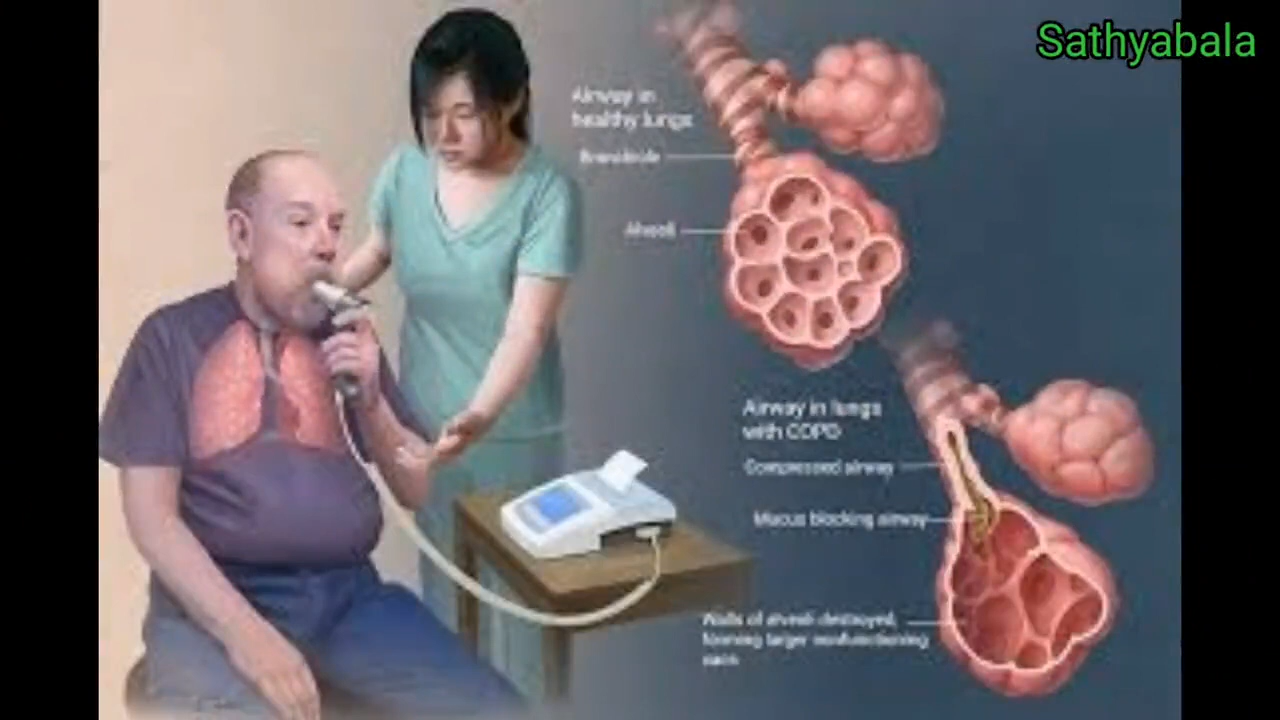 Sathyabala
Airway in
healthy lungs
Bronchiole
Alveoli
Airway in lungs
with COPD
Compressed airway
Mucus blocking airway
Walls of alveoli destroyed,
forming larger nonfunctioning
sacs